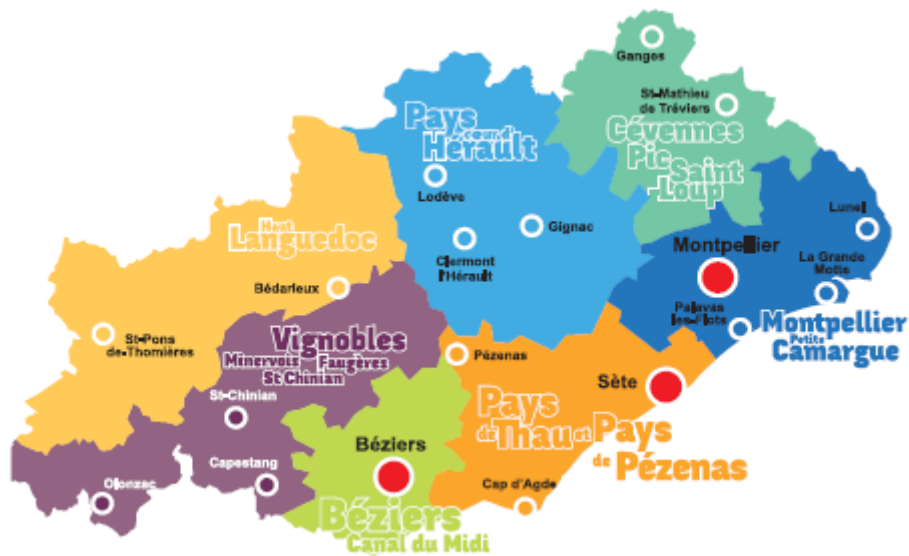 Ganges
St-Mathieu
de Tréviers
Cévennes
Pic
Saint
Loup
Pays
cœur d'
Hérault
Lodève
Gignac
Clermont
l'Hérault
Lunel
Montpellier
La Grande
Motte
Palavas
les-Flots
Montpellier
Petite
Camargue
Haut
Languedoc
Bédarieux
St-Pons
de-Thomières
Vignobles
Minervois Faugères
St Chinian
St-Chinian
Capestang
Olonzac
Pézenas
Sète
Pays
de Thau et Pays
de Pézenas
Cap d'Agde
Béziers
Béziers
Canal du Midi